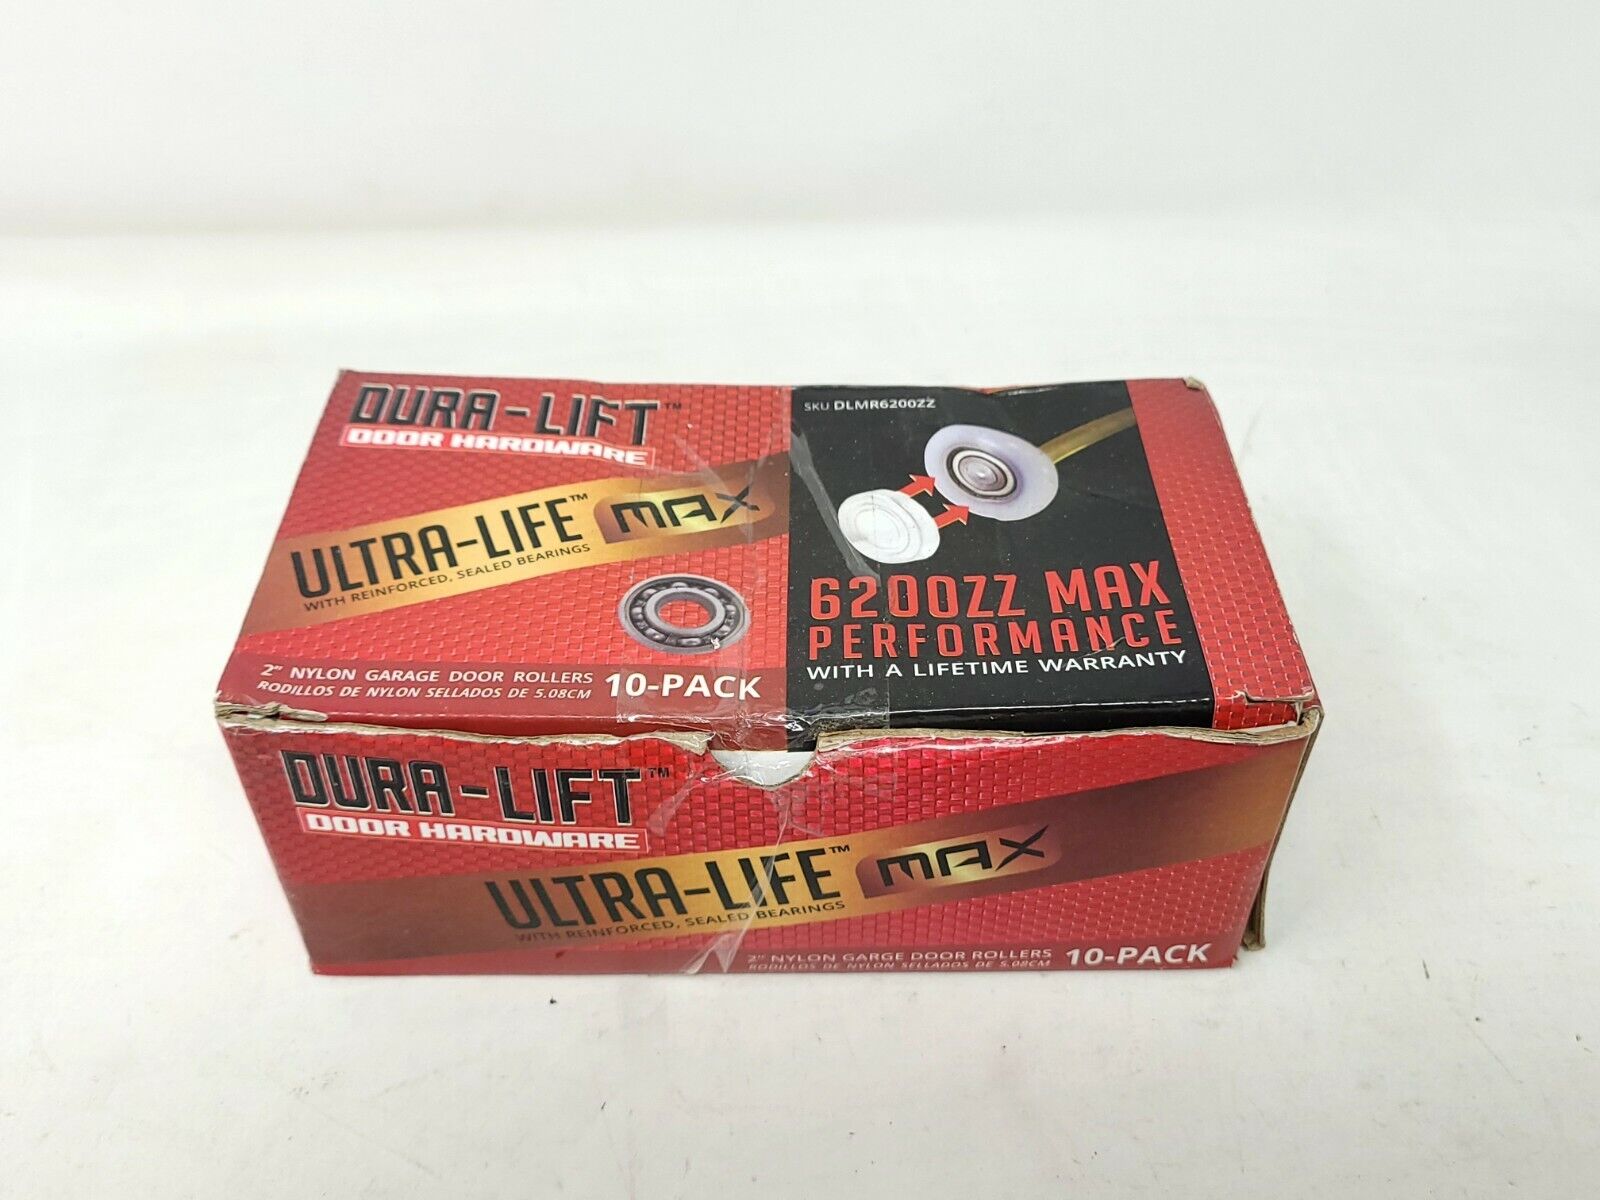 DURA-LIFT™
DOOR HARDWARE
ULTRA-LIFE™ MAX
WITH REINFORCED, SEALED BEARINGS
2" NYLON GARAGE DOOR ROLLERS
RODILLOS DE NYLON SELLADOS DE 5.08CM
10-PACK
SKU DLMR6200ZZ
6200ZZ MAX
PERFORMANCE
WITH A LIFETIME WARRANTY
DURA-LIFT™
DOOR HARDWARE
ULTRA-LIFE™ MAX
WITH REINFORCED, SEALED BEARINGS
2" NYLON GARGE DOOR ROLLERS
RODILLOS DE NYLON SELLADOS DE 5.08CM
10-PACK